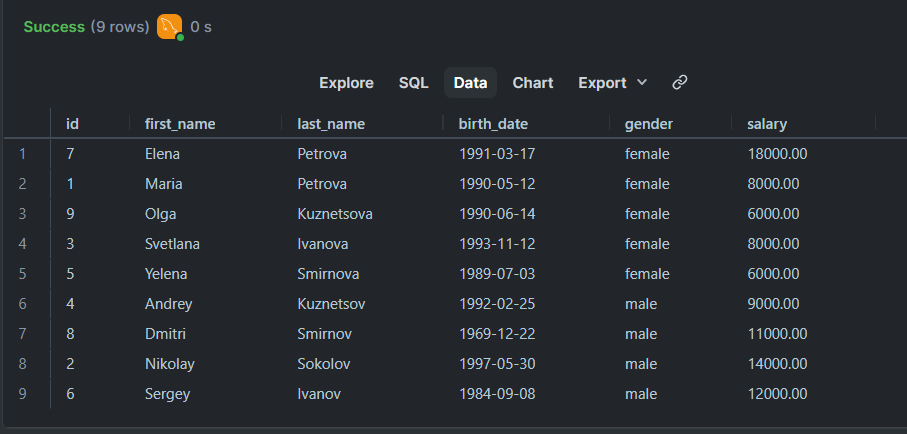 Success (9 rows) 0 s
Explore SQL Data Chart Export
id first_name last_name birth_date gender salary
1 7 Elena Petrova 1991-03-17 female 18000.00
2 1 Maria Petrova 1990-05-12 female 8000.00
3 9 Olga Kuznetsova 1990-06-14 female 6000.00
4 3 Svetlana Ivanova 1993-11-12 female 8000.00
5 5 Yelena Smirnova 1989-07-03 female 6000.00
6 4 Andrey Kuznetsov 1992-02-25 male 9000.00
7 8 Dmitri Smirnov 1969-12-22 male 11000.00
8 2 Nikolay Sokolov 1997-05-30 male 14000.00
9 6 Sergey Ivanov 1984-09-08 male 12000.00